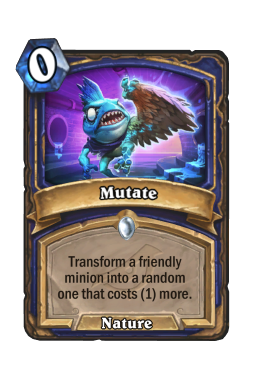 0
Mutate
Transform a friendly
minion into a random
one that costs (1) more.
Nature